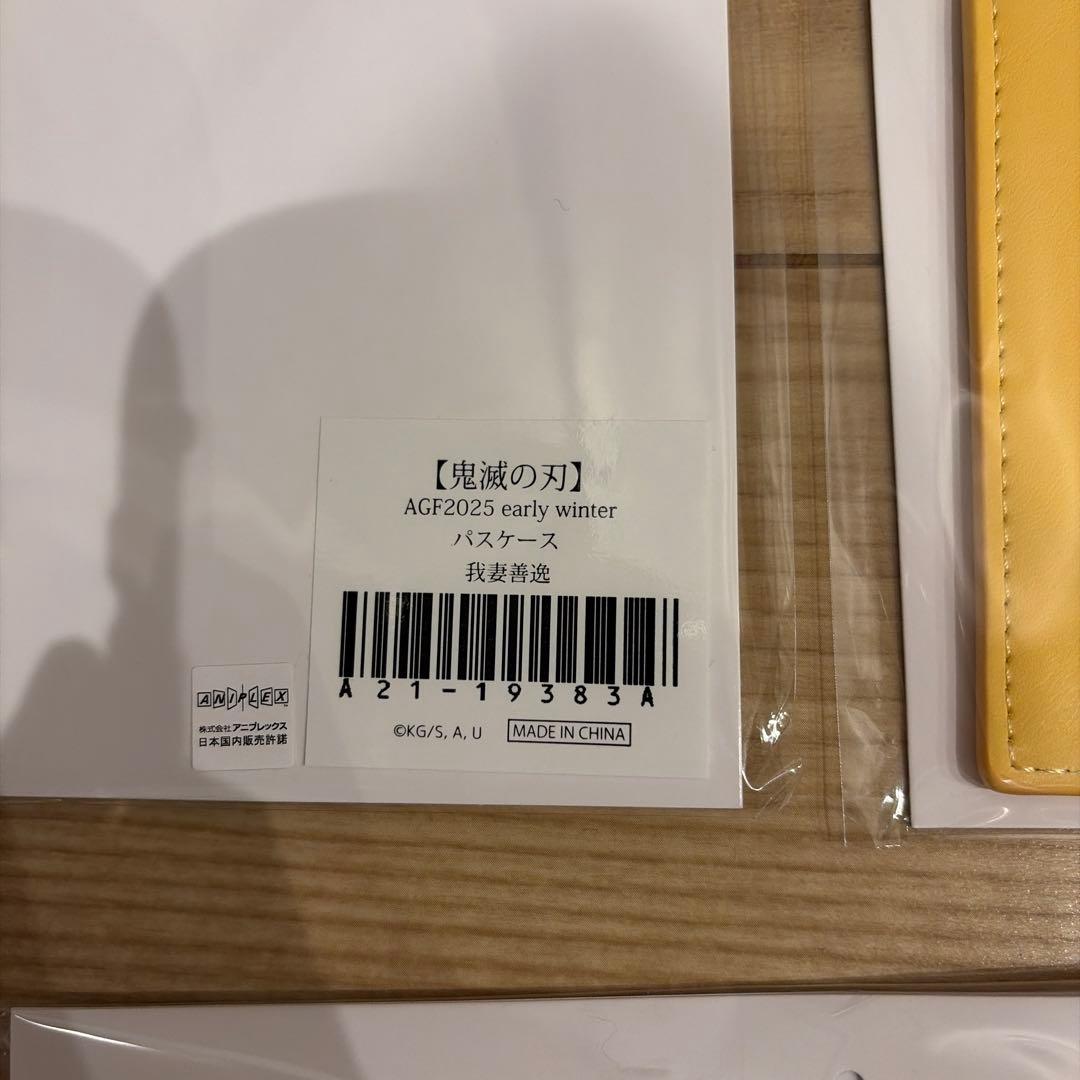 【鬼滅の刃】
AGF2025 early winter
パスケース
我妻善逸
A21-19383A
©KG/S, A, U
MADE IN CHINA
ANIPLEX
株式会社アニプレックス
日本国内販売許諾